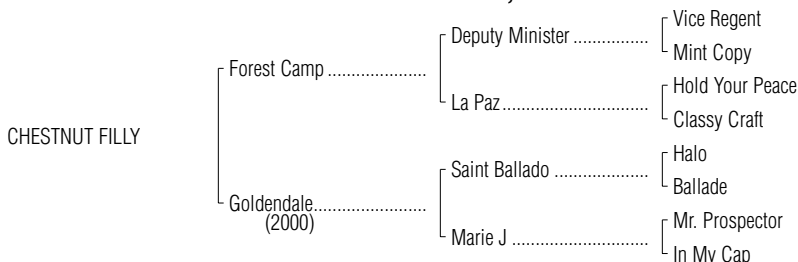 Vice Regent
Deputy Minister ................
Mint Copy
Forest Camp .....................
Hold Your Peace
La Paz...............................
Classy Craft
CHESTNUT FILLY
Halo
Saint Ballado ....................
Ballade
Goldendale........................
(2000)
Mr. Prospector
Marie J .............................
In My Cap